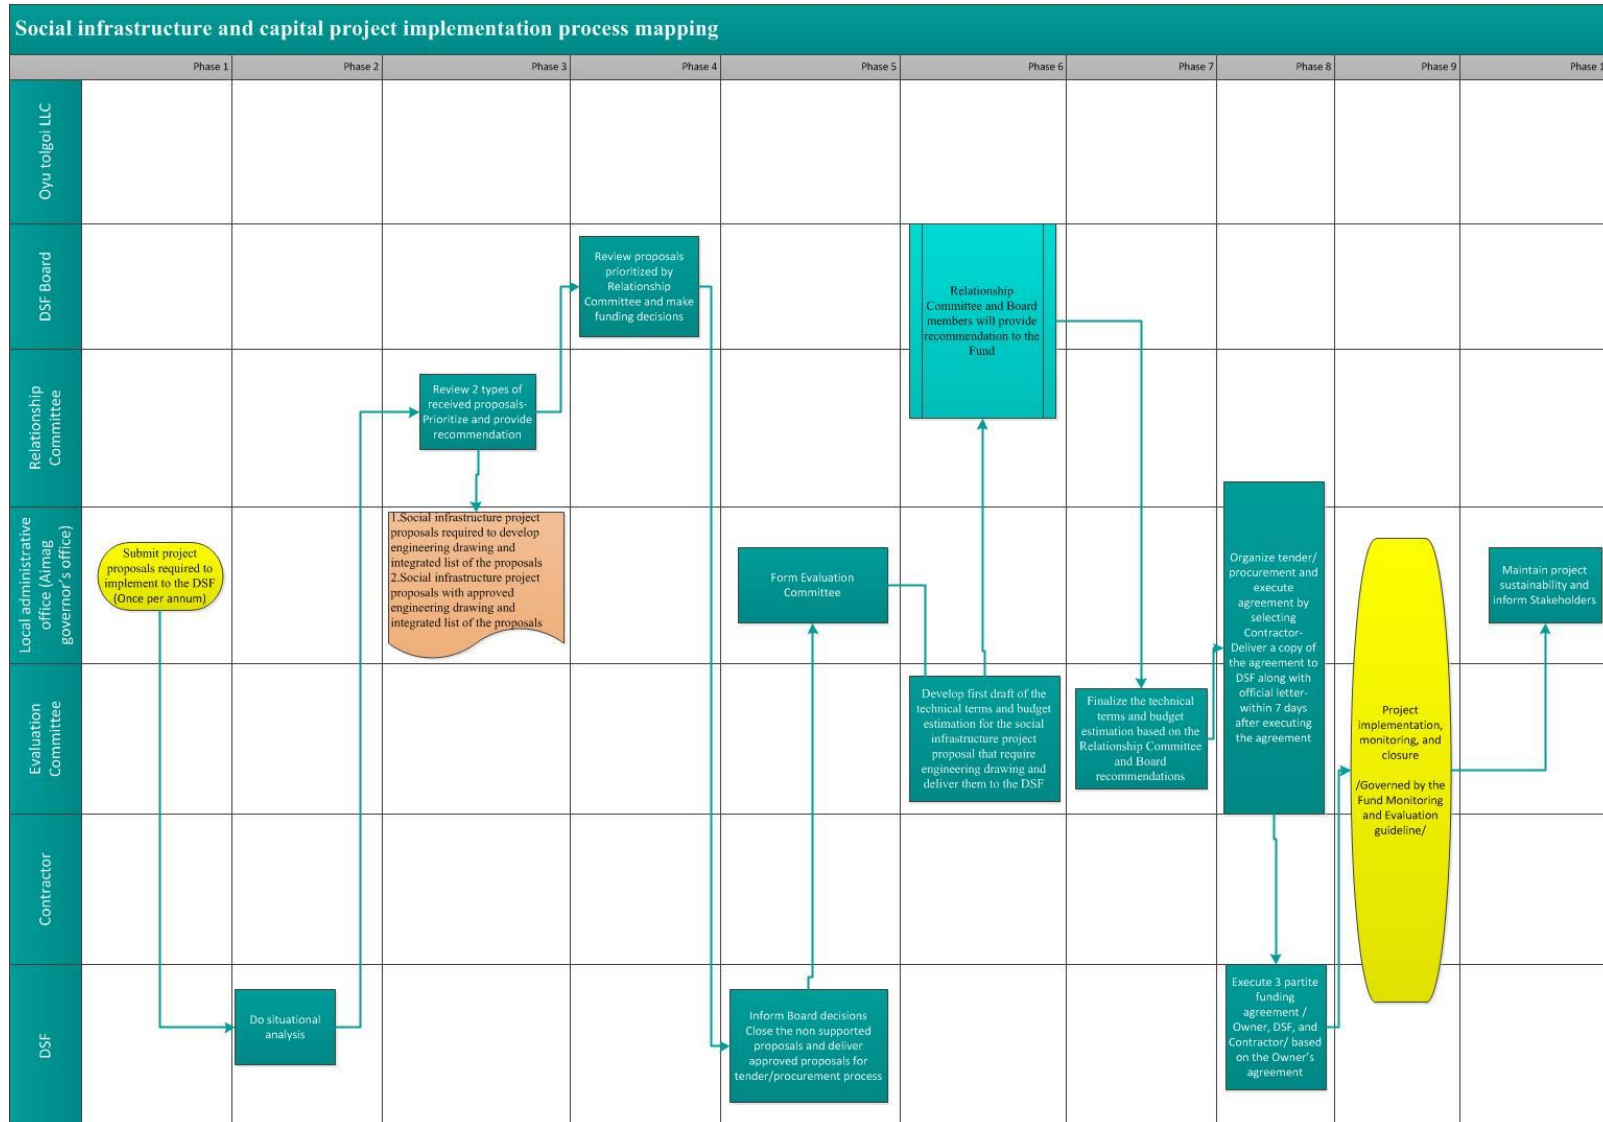 Social infrastructure and capital project implementation process mapping
Phase 1
Phase 2
Phase 3
Phase 4
Phase 5
Phase 6
Phase 7
Phase 8
Phase 9
Phase 1
Oyu tolgoi LLC
DSF Board
Review proposals
prioritized by
Relationship
Committee and make
funding decisions
Relationship
Committee and Board
members will provide
recommendation to the
Fund
Relationship
Committee
Review 2 types of
received proposals-
Prioritize and provide
recommendation
Local administrative
office (Aimag
governor's office)
Submit project
proposals required to
implement to the DSF
(Once per annum)
1.Social infrastructure project
proposals required to develop
engineering drawing and
integrated list of the proposals
2.Social infrastructure project
proposals with approved
engineering drawing and
integrated list of the proposals
Form Evaluation
Committee
Organize tender/
procurement and
execute
agreement by
selecting
Contractor-
Deliver a copy of
the agreement to
DSF along with
official letter-
within 7 days
after executing
the agreement
Maintain project
sustainability and
inform Stakeholders
Evaluation
Committee
Develop first draft of the
technical terms and budget
estimation for the social
infrastructure project
proposal that require
engineering drawing and
deliver them to the DSF
Finalize the technical
terms and budget
estimation based on the
Relationship Committee
and Board
recommendations
Project
implementation,
monitoring, and
closure
/Governed by the
Fund Monitoring
and Evaluation
guideline/
Contractor
DSF
Do situational
analysis
Inform Board decisions
Close the non supported
proposals and deliver
approved proposals for
tender/procurement process
Execute 3 partite
funding
agreement /
Owner, DSF, and
Contractor/ based
on the Owner's
agreement